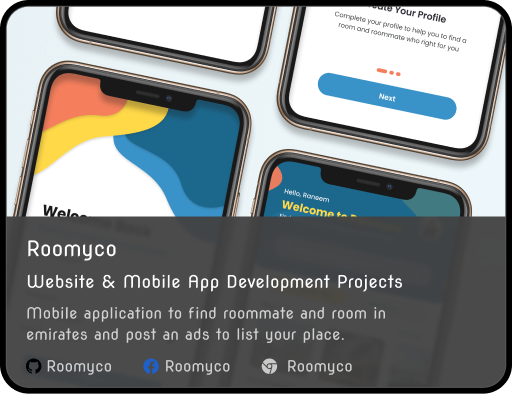 Create Your Profile
Complete your profile to help you to find a
room and roommate who right for you
Next
Hello, Raneem
Welcome to
Roomyco
Website & Mobile App Development Projects
Mobile application to find roommate and room in
emirates and post an ads to list your place.
Roomyco Roomyco Roomyco